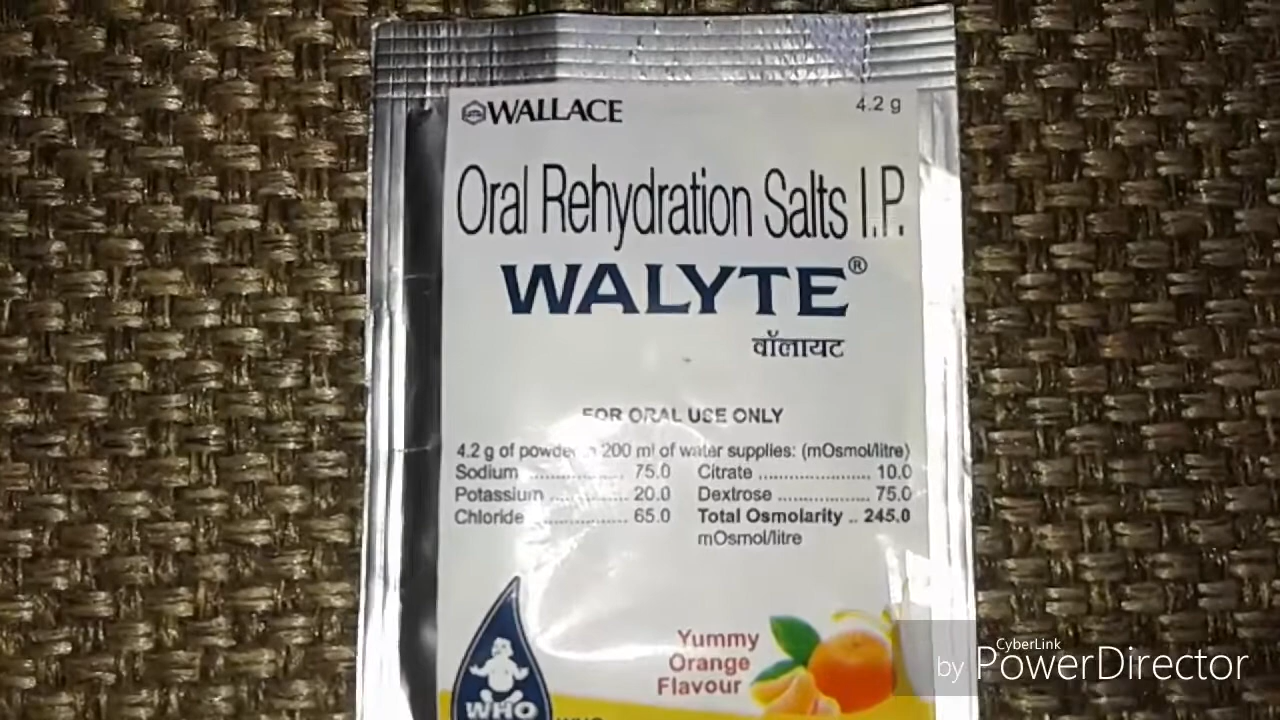 WALLACE 4.2 g
Oral Rehydration Salts I.P.
WALYTE®
वॉलायट
FOR ORAL USE ONLY
4.2 g of powder 200 ml of water supplies: (mOsmol/litre)
Sodium .................. 75.0 Citrate ...................... 10.0
Potassium ............... 20.0 Dextrose ................... 75.0
Chloride ................. 65.0 Total Osmolarity .. 245.0
mOsmol/litre
Yummy
Orange
Flavour
WHO
CyberLink
by PowerDirector